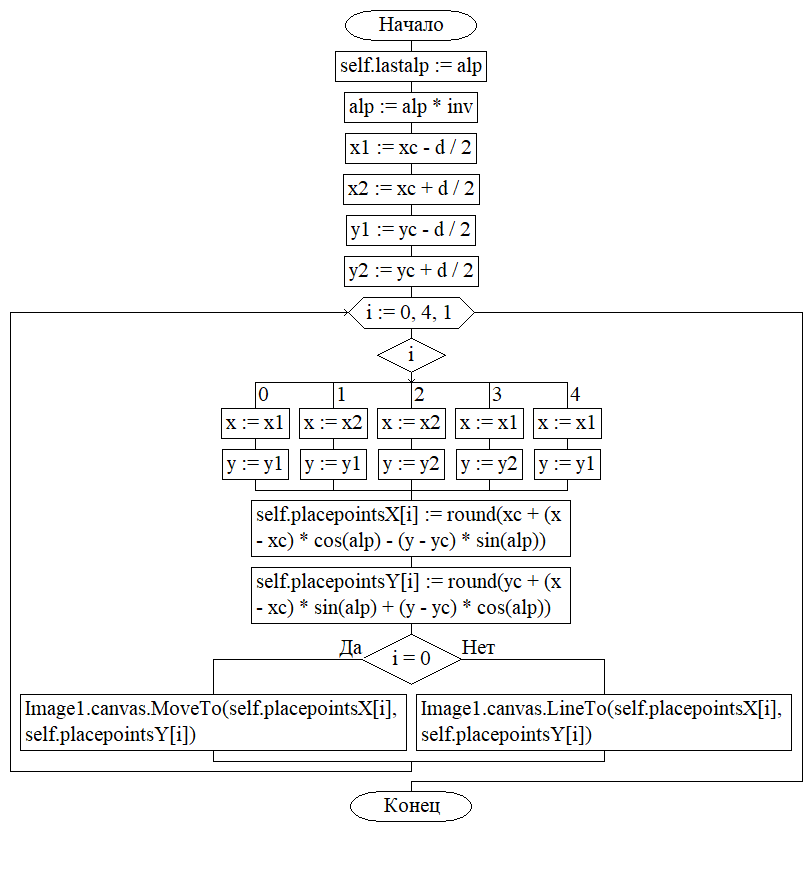 Начало
self.lastalp := alp
alp := alp * inv
x1 := xc - d / 2
x2 := xc + d / 2
y1 := yc - d / 2
y2 := yc + d / 2
i := 0, 4, 1
i
0 1 2 3 4
x := x1 x := x2 x := x2 x := x1 x := x1
y := y1 y := y1 y := y2 y := y2 y := y1
self.placepointsX[i] := round(xc + (x
- xc) * cos(alp) - (y - yc) * sin(alp))
self.placepointsY[i] := round(yc + (x
- xc) * sin(alp) + (y - yc) * cos(alp))
Да i = 0 Нет
Image1.canvas.MoveTo(self.placepointsX[i],
self.placepointsY[i])
Image1.canvas.LineTo(self.placepointsX[i],
self.placepointsY[i])
Конец